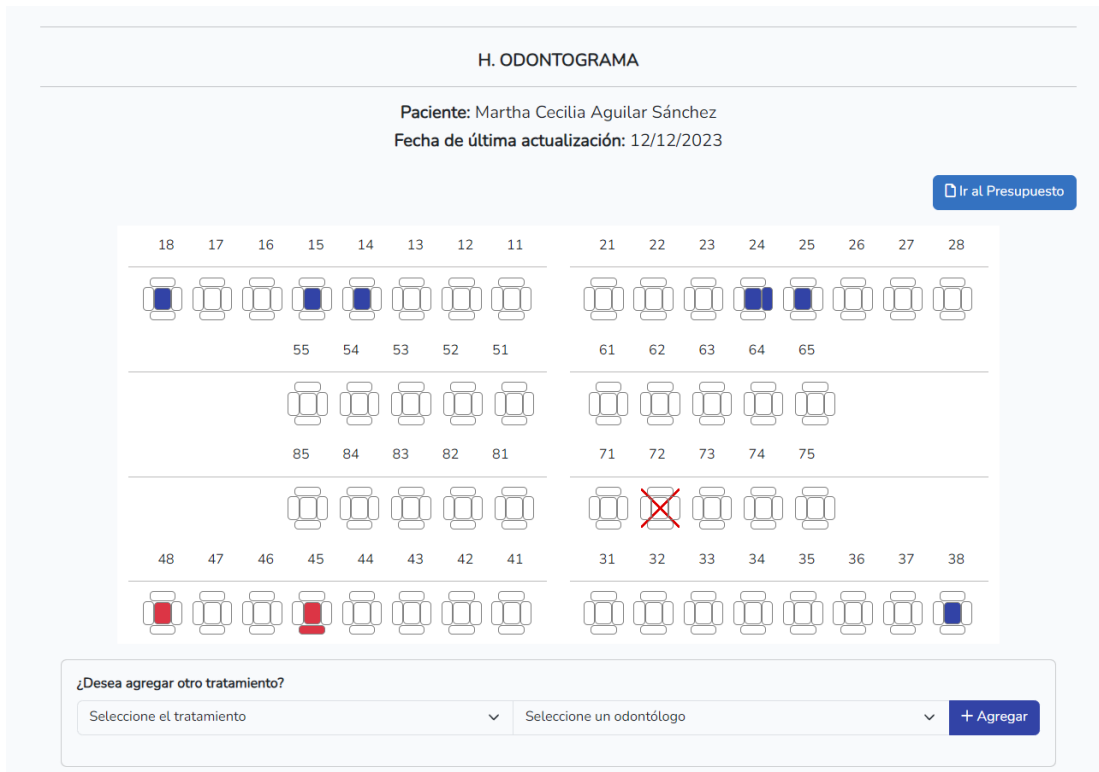 H. ODONTOGRAMA
Paciente: Martha Cecilia Aguilar Sánchez
Fecha de última actualización: 12/12/2023
Ir al Presupuesto
18 17 16 15 14 13 12 11 21 22 23 24 25 26 27 28
55 54 53 52 51 61 62 63 64 65
85 84 83 82 81 71 72 73 74 75
48 47 46 45 44 43 42 41 31 32 33 34 35 36 37 38
¿Desea agregar otro tratamiento?
Seleccione el tratamiento Seleccione un odontólogo + Agregar